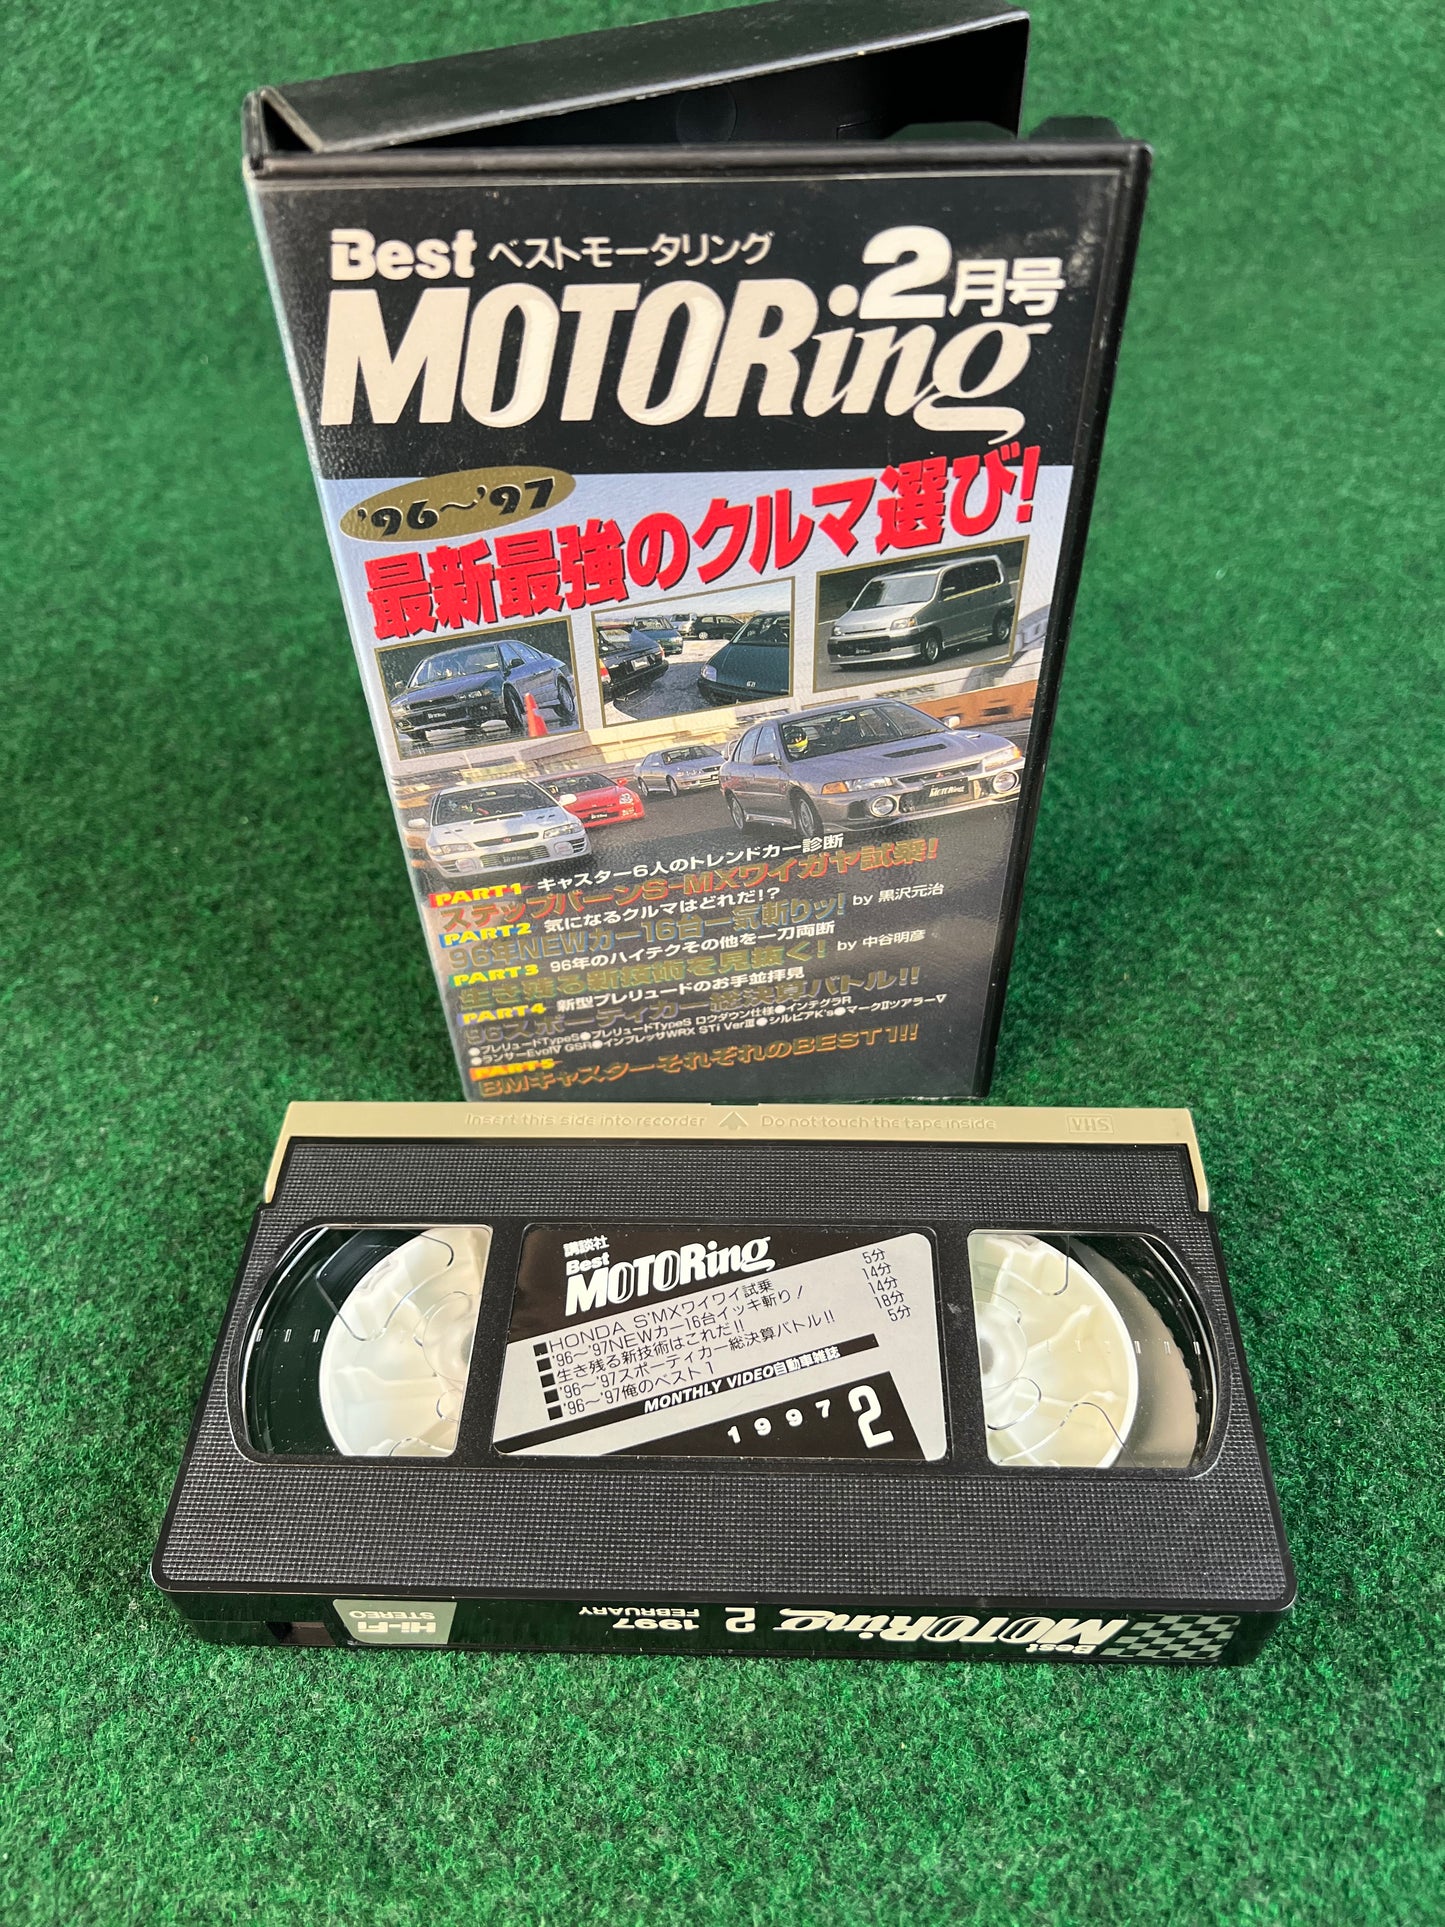 Best ベストモータリング 2月号
MOTORing
'96〜'97
最新最強のクルマ選び!
PART1 キャスター6人のトレンドカー診断
ステップバーンS-MXワイガヤ試乗!
PART2 気になるクルマはどれだ!?
96年NEWカー16台一気斬りッ! by 黒沢元治
PART3 96年のハイテクその他を一刀両断
生き残る新技術を見抜く! by 中谷明彦
PART4 新型プレリュードのお手並拝見
96スポーティカー総決算バトル!!
●プレリュードTypeS●プレリュードTypeS ロウダウン仕様●インテグラR
●ランサーEvoⅣ GSR●インプレッサWRX STi VerⅢ●シルビアK's●マークⅡツアラーV
PART5
BMキャスターそれぞれのBEST1!!
Insert this side into recorder Do not touch the tape inside VHS
講談社
Best
MOTORing
■HONDA S'MXワイワイ試乗 5分
■'96〜'97NEWカー16台イッキ斬り! 14分
■生き残る新技術はこれだ!! 14分
■'96〜'97スポーティカー総決算バトル!! 18分
■'96〜'97俺のベスト1 5分
MONTHLY VIDEO自動車雑誌
1997 2
Best MOTORing 2 1997 FEBRUARY
Hi-Fi STEREO